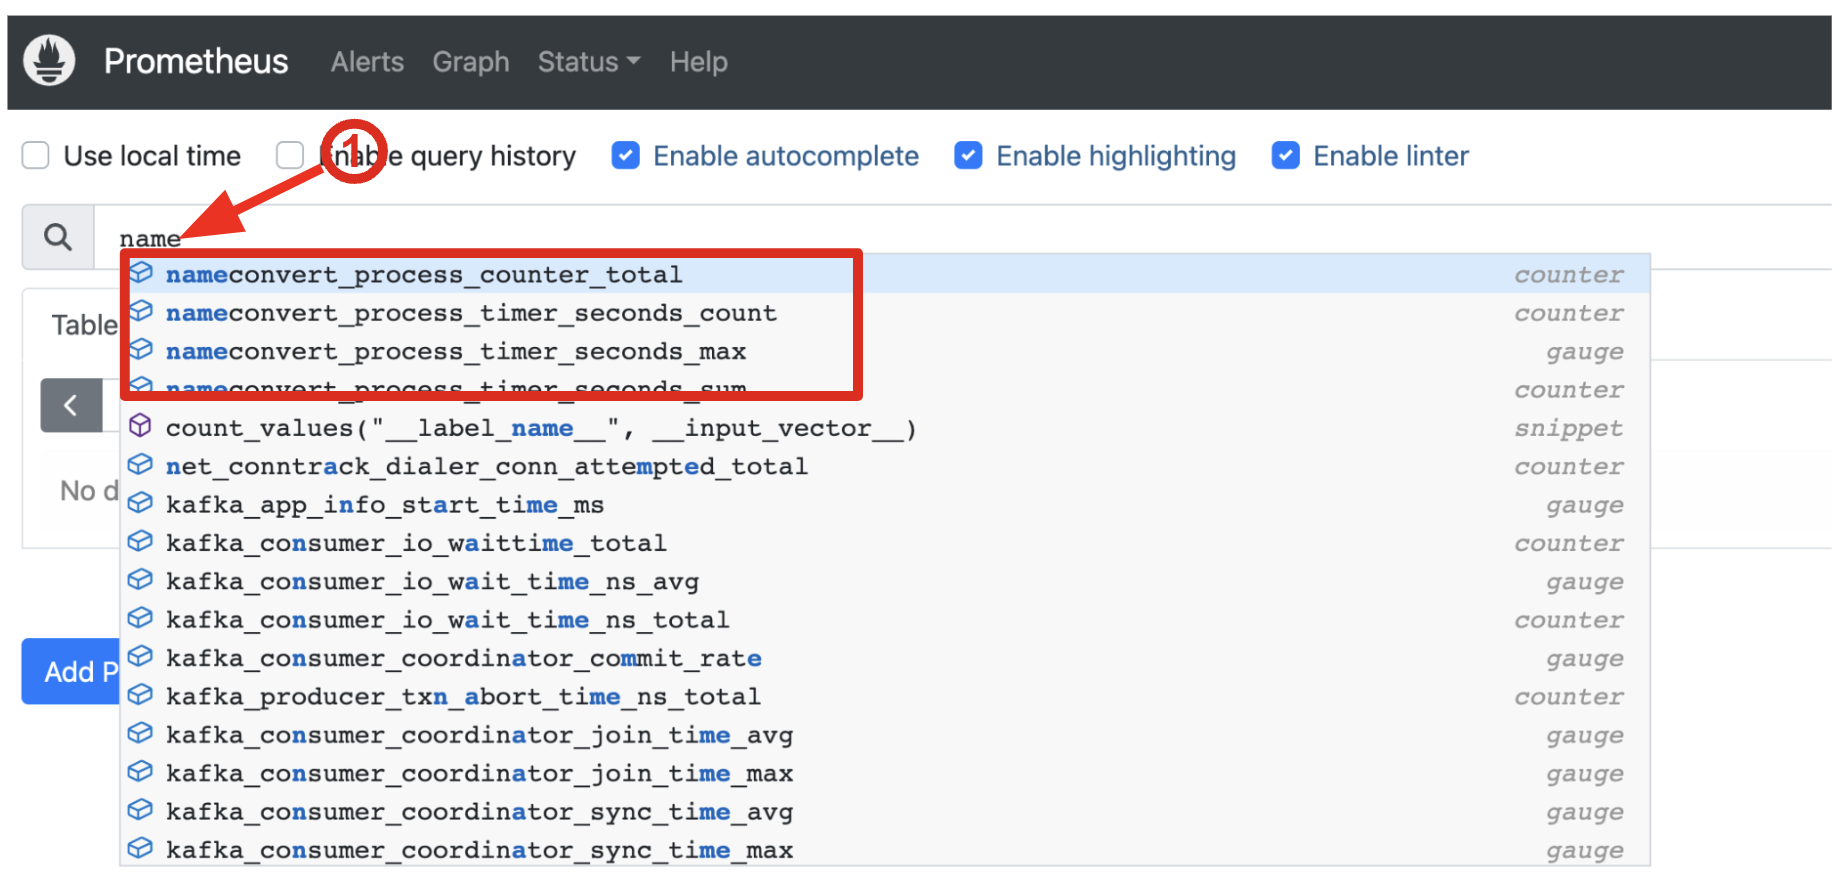 Prometheus Alerts Graph Status Help
Use local time Enable query history Enable autocomplete Enable highlighting Enable linter
1
name
nameconvert_process_counter_total counter
nameconvert_process_timer_seconds_count counter
Table
nameconvert_process_timer_seconds_max gauge
nameconvert_process_timer_seconds_sum counter
count_values("__label_name__", __input_vector__) snippet
net_conntrack_dialer_conn_attempted_total counter
No d
kafka_app_info_start_time_ms gauge
kafka_consumer_io_waittime_total counter
kafka_consumer_io_wait_time_ns_avg gauge
kafka_consumer_io_wait_time_ns_total counter
kafka_consumer_coordinator_commit_rate gauge
Add P
kafka_producer_txn_abort_time_ns_total counter
kafka_consumer_coordinator_join_time_avg gauge
kafka_consumer_coordinator_join_time_max gauge
kafka_consumer_coordinator_sync_time_avg gauge
kafka_consumer_coordinator_sync_time_max gauge